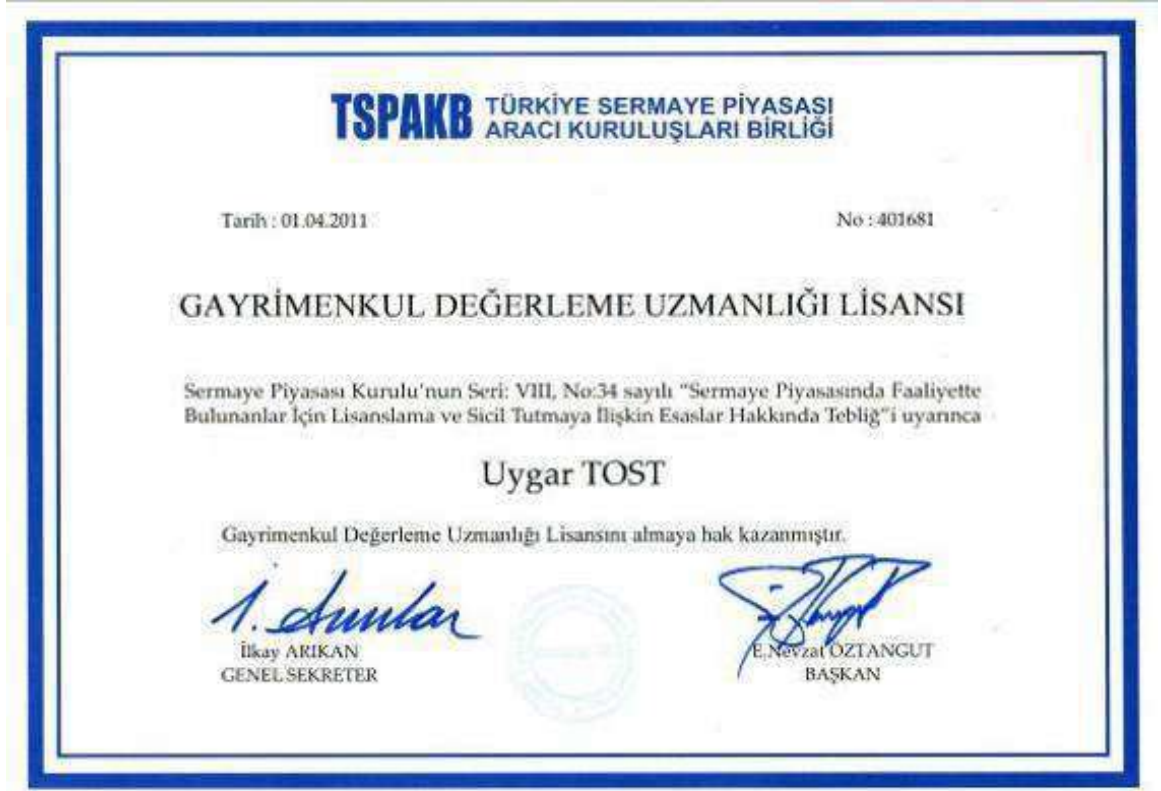 TSPAKB TÜRKİYE SERMAYE PİYASASI
ARACI KURULUŞLARI BİRLİĞİ
Tarih : 01.04.2011 No : 401681
GAYRİMENKUL DEĞERLEME UZMANLIĞI LİSANSI
Sermaye Piyasası Kurulu'nun Seri: VIII, No:34 sayılı "Sermaye Piyasasında Faaliyette
Bulunanlar İçin Lisanslama ve Sicil Tutmaya İlişkin Esaslar Hakkında Tebliğ"i uyarınca
Uygar TOST
Gayrimenkul Değerleme Uzmanlığı Lisansını almaya hak kazanmıştır.
İlkay ARIKAN E.Nevzat ÖZTANGUT
GENEL SEKRETER BAŞKAN